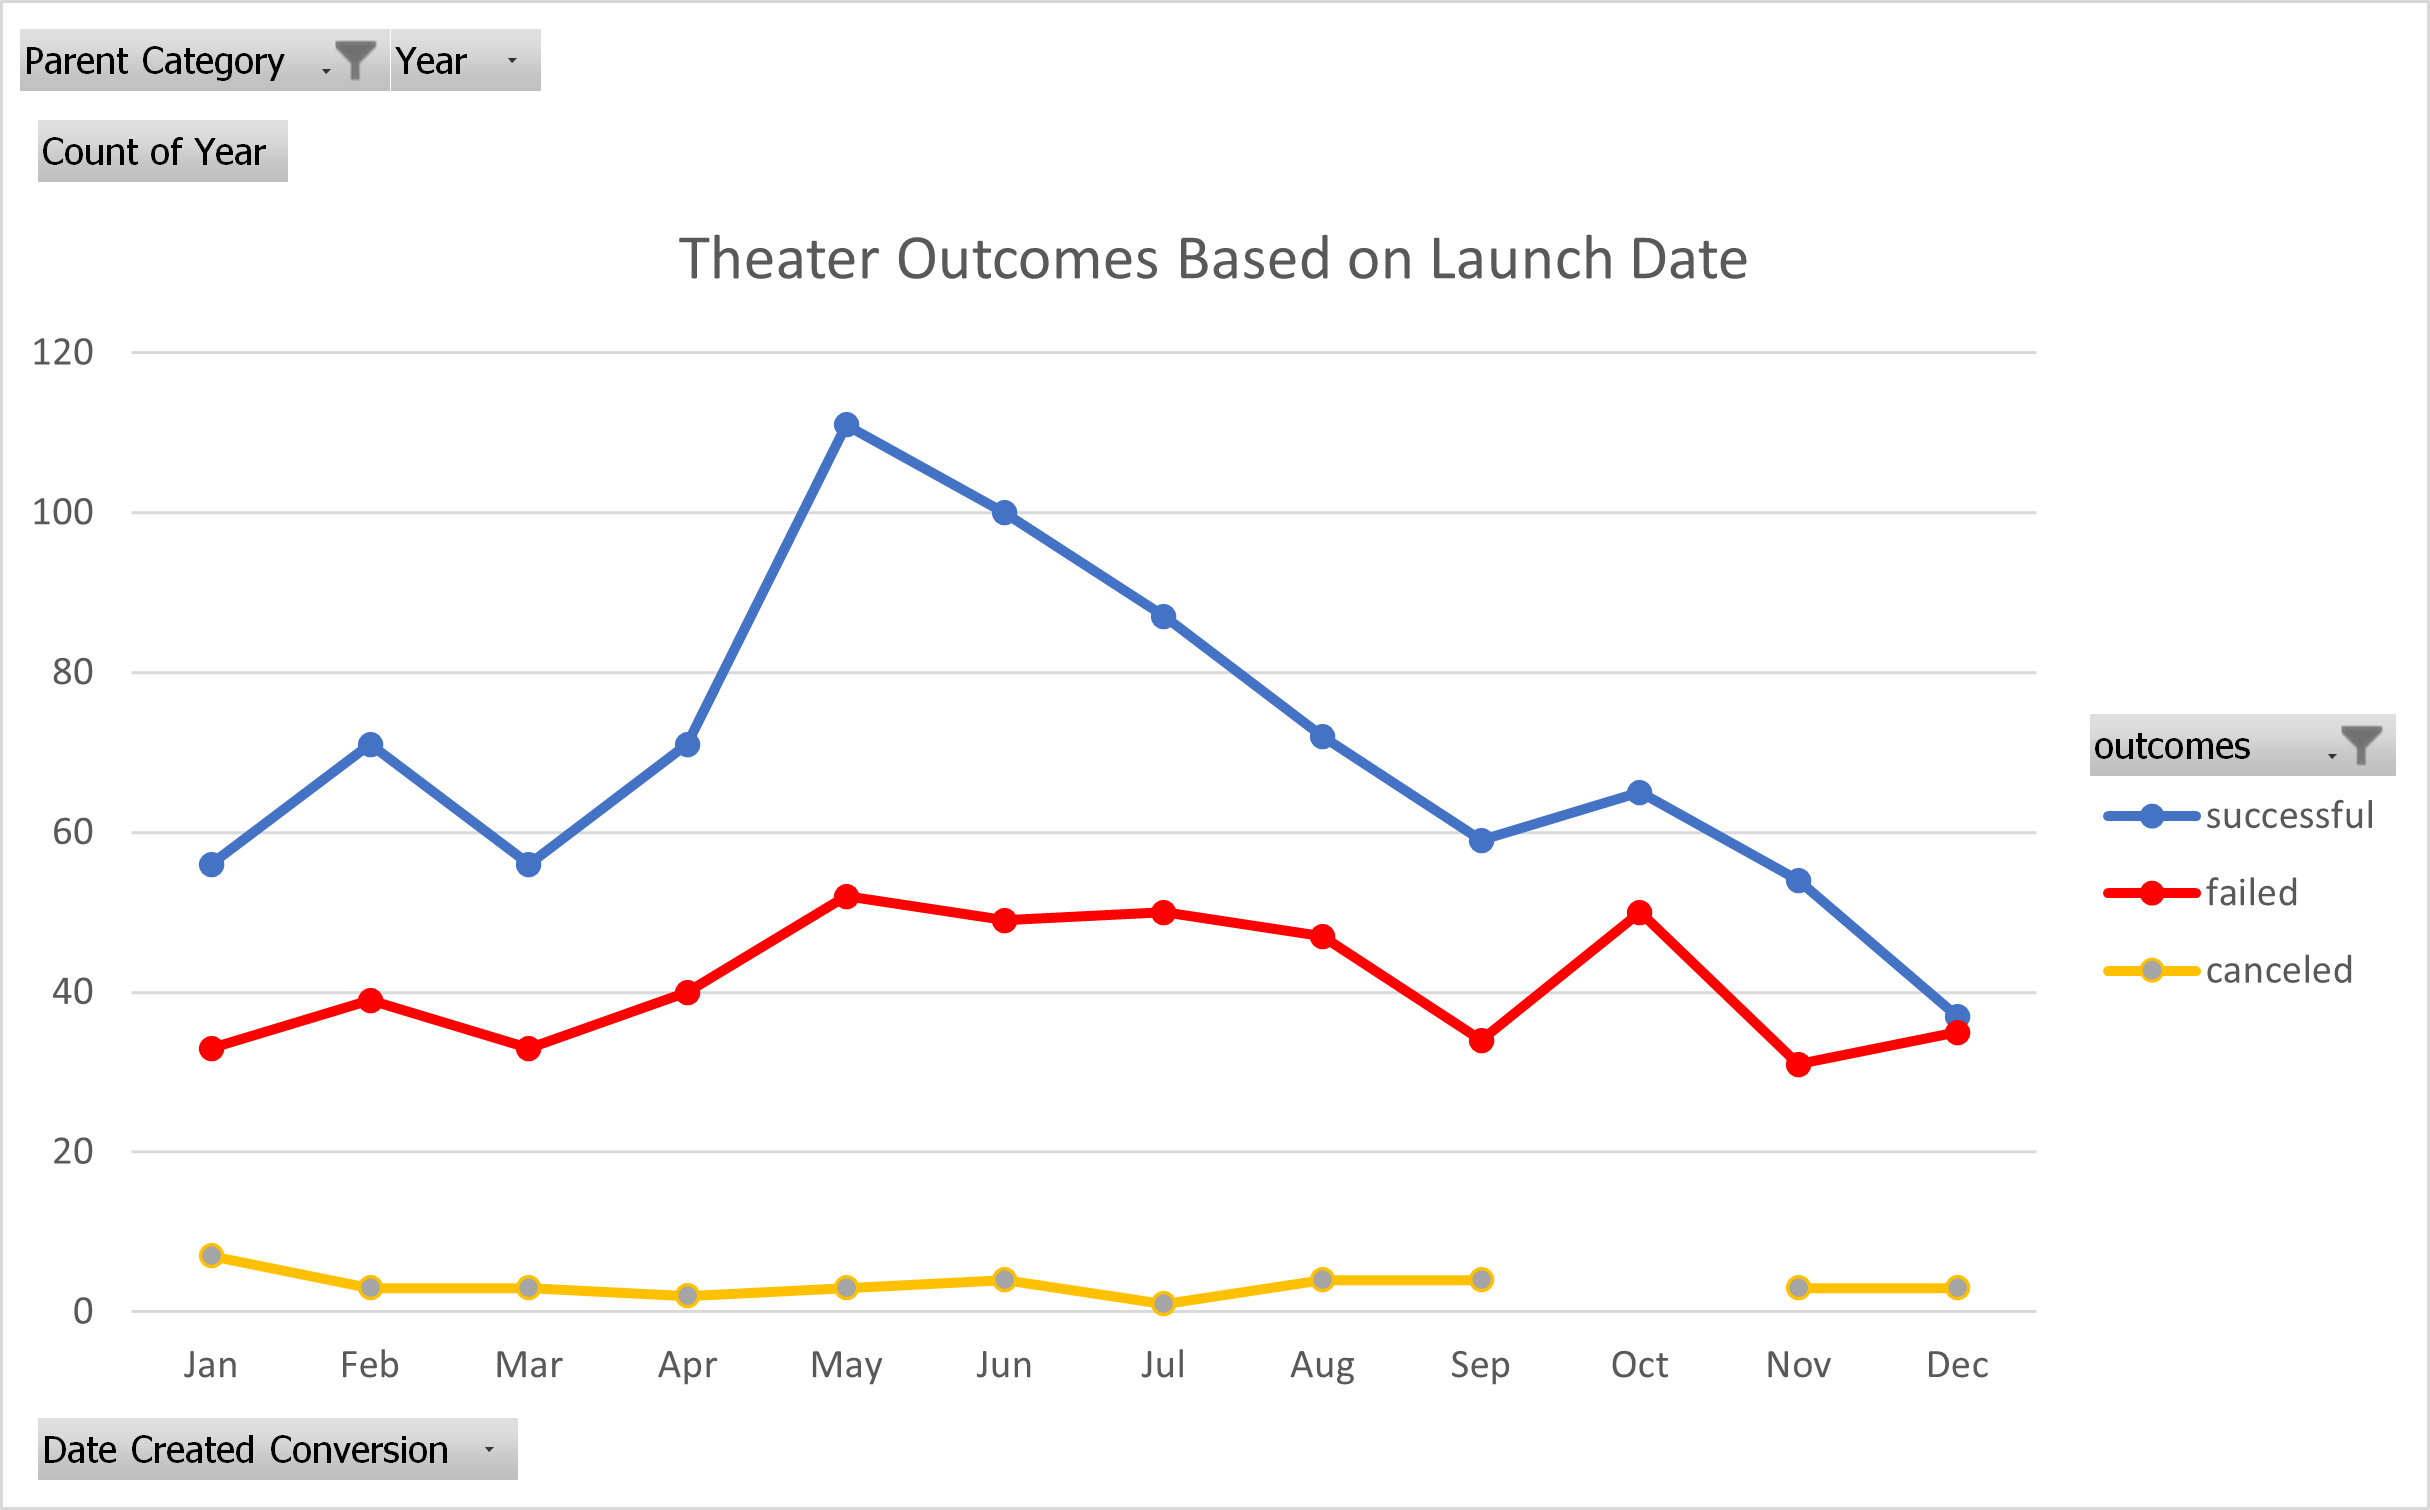 Parent Category Year
Count of Year
Theater Outcomes Based on Launch Date
120
100
80
60
40
20
0
Jan Feb Mar Apr May Jun Jul Aug Sep Oct Nov Dec
outcomes
successful
failed
canceled
Date Created Conversion